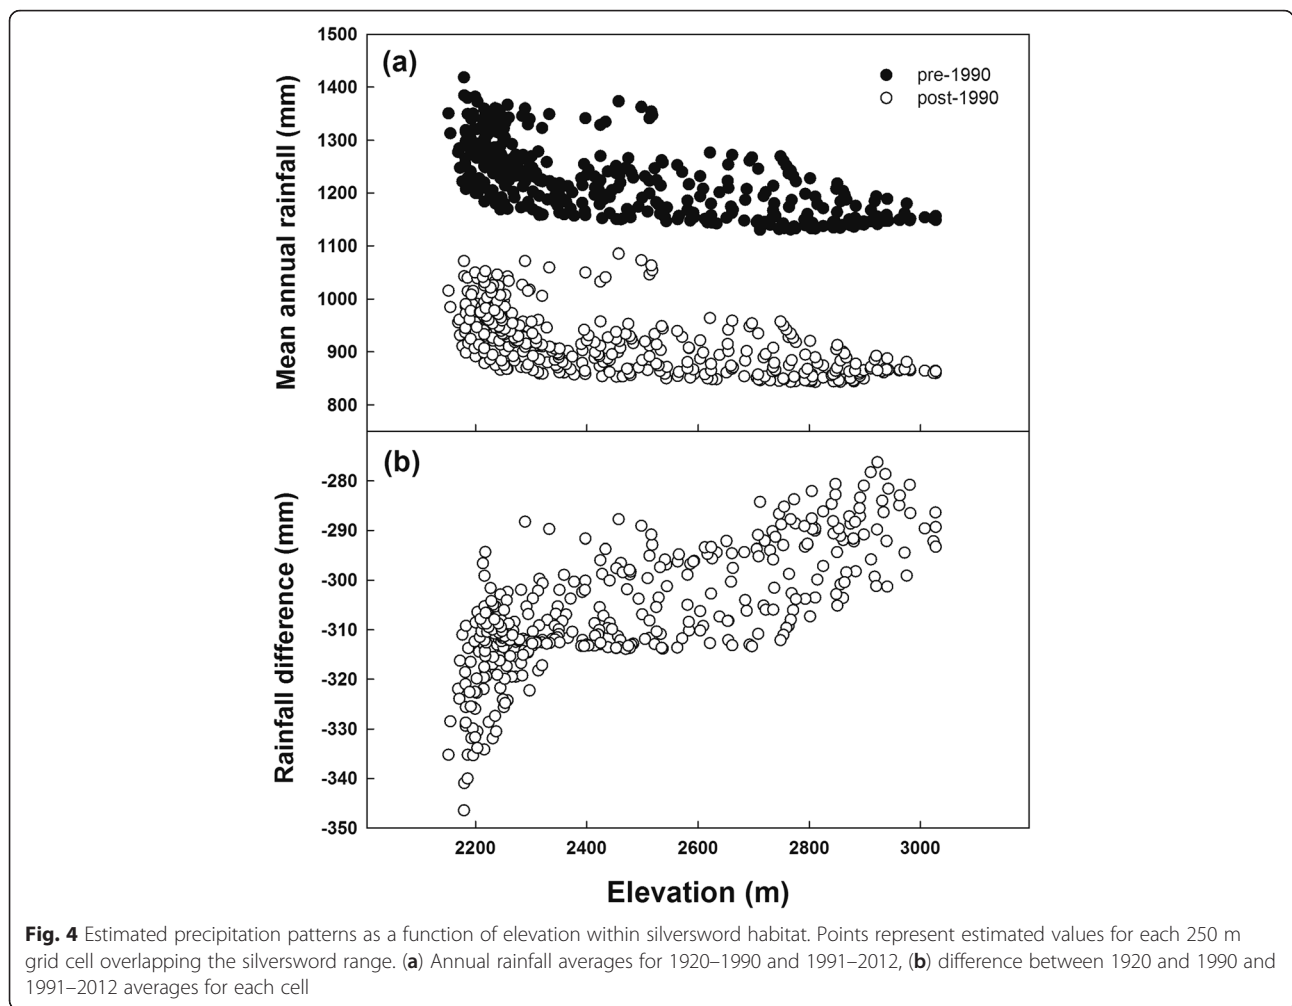 1500
1400
1300
1200
1100
1000
900
800
Mean annual rainfall (mm)
(a)
pre-1990
post-1990
(b)
-280
-290
-300
-310
-320
-330
-340
-350
Rainfall difference (mm)
2200 2400 2600 2800 3000
Elevation (m)
Fig. 4 Estimated precipitation patterns as a function of elevation within silversword habitat. Points represent estimated values for each 250 m
grid cell overlapping the silversword range. (a) Annual rainfall averages for 1920–1990 and 1991–2012, (b) difference between 1920 and 1990 and
1991–2012 averages for each cell